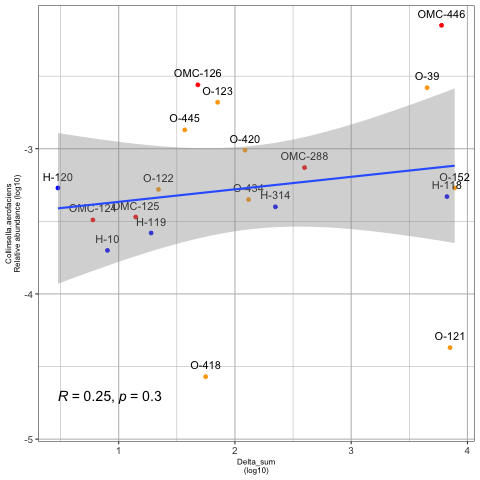 OMC-446
OMC-126
O-39
O-123
O-445
O-420
OMC-288
H-120
O-122
O-152
O-434
H-118
H-314
OMC-124
OMC-125
H-119
H-10
O-121
O-418
R = 0.25, p = 0.3
-3
-4
-5
1
2
3
4
Collinsella.aerofaciens
Relative abundance (log10)
Delta_sum
(log10)